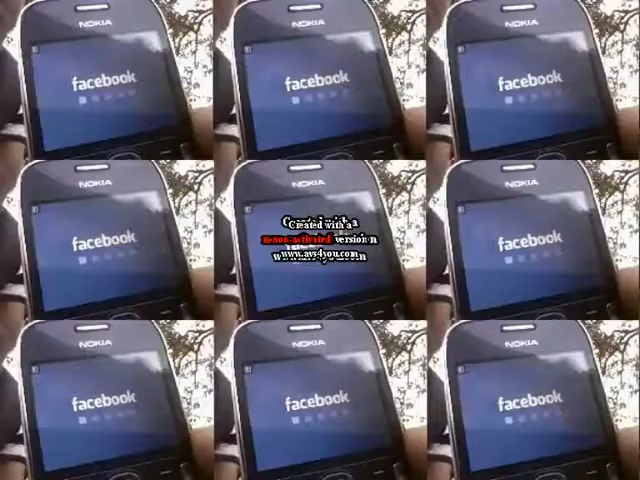 NOKIA NOKIA NOKIA
facebook facebook facebook
NOKIA NOKIA NOKIA
Created with a
non-activated version
www.avs4you.com
facebook facebook
NOKIA NOKIA NOKIA
facebook facebook facebook